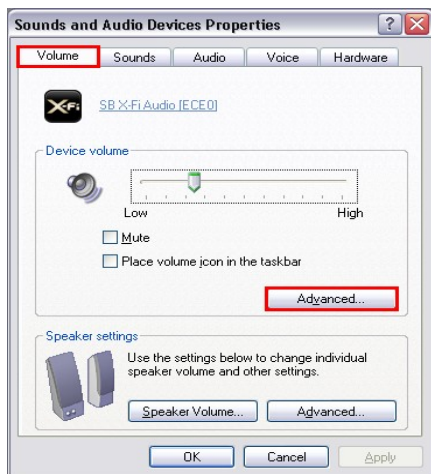 Sounds and Audio Devices Properties
Volume Sounds Audio Voice Hardware
X-Fi SB X-Fi Audio [ECE0]
Device volume
Low High
Mute
Place volume icon in the taskbar
Advanced...
Speaker settings
Use the settings below to change individual
speaker volume and other settings.
Speaker Volume... Advanced...
OK Cancel Apply